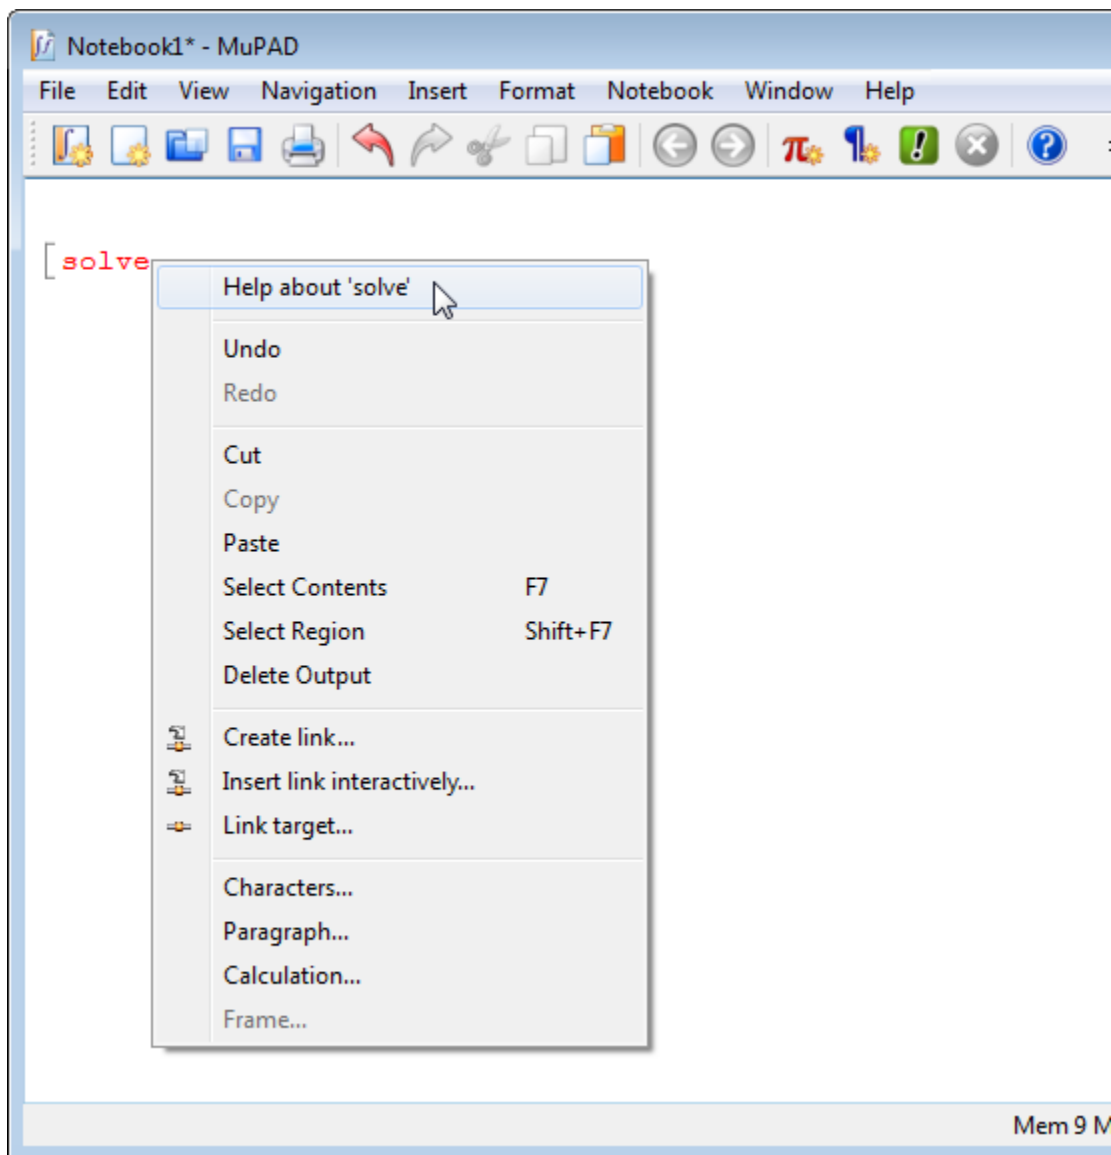 Notebook1* - MuPAD
File Edit View Navigation Insert Format Notebook Window Help
solve
Help about 'solve'
Undo
Redo
Cut
Copy
Paste
Select Contents F7
Select Region Shift+F7
Delete Output
Create link...
Insert link interactively...
Link target...
Characters...
Paragraph...
Calculation...
Frame...
Mem 9 M